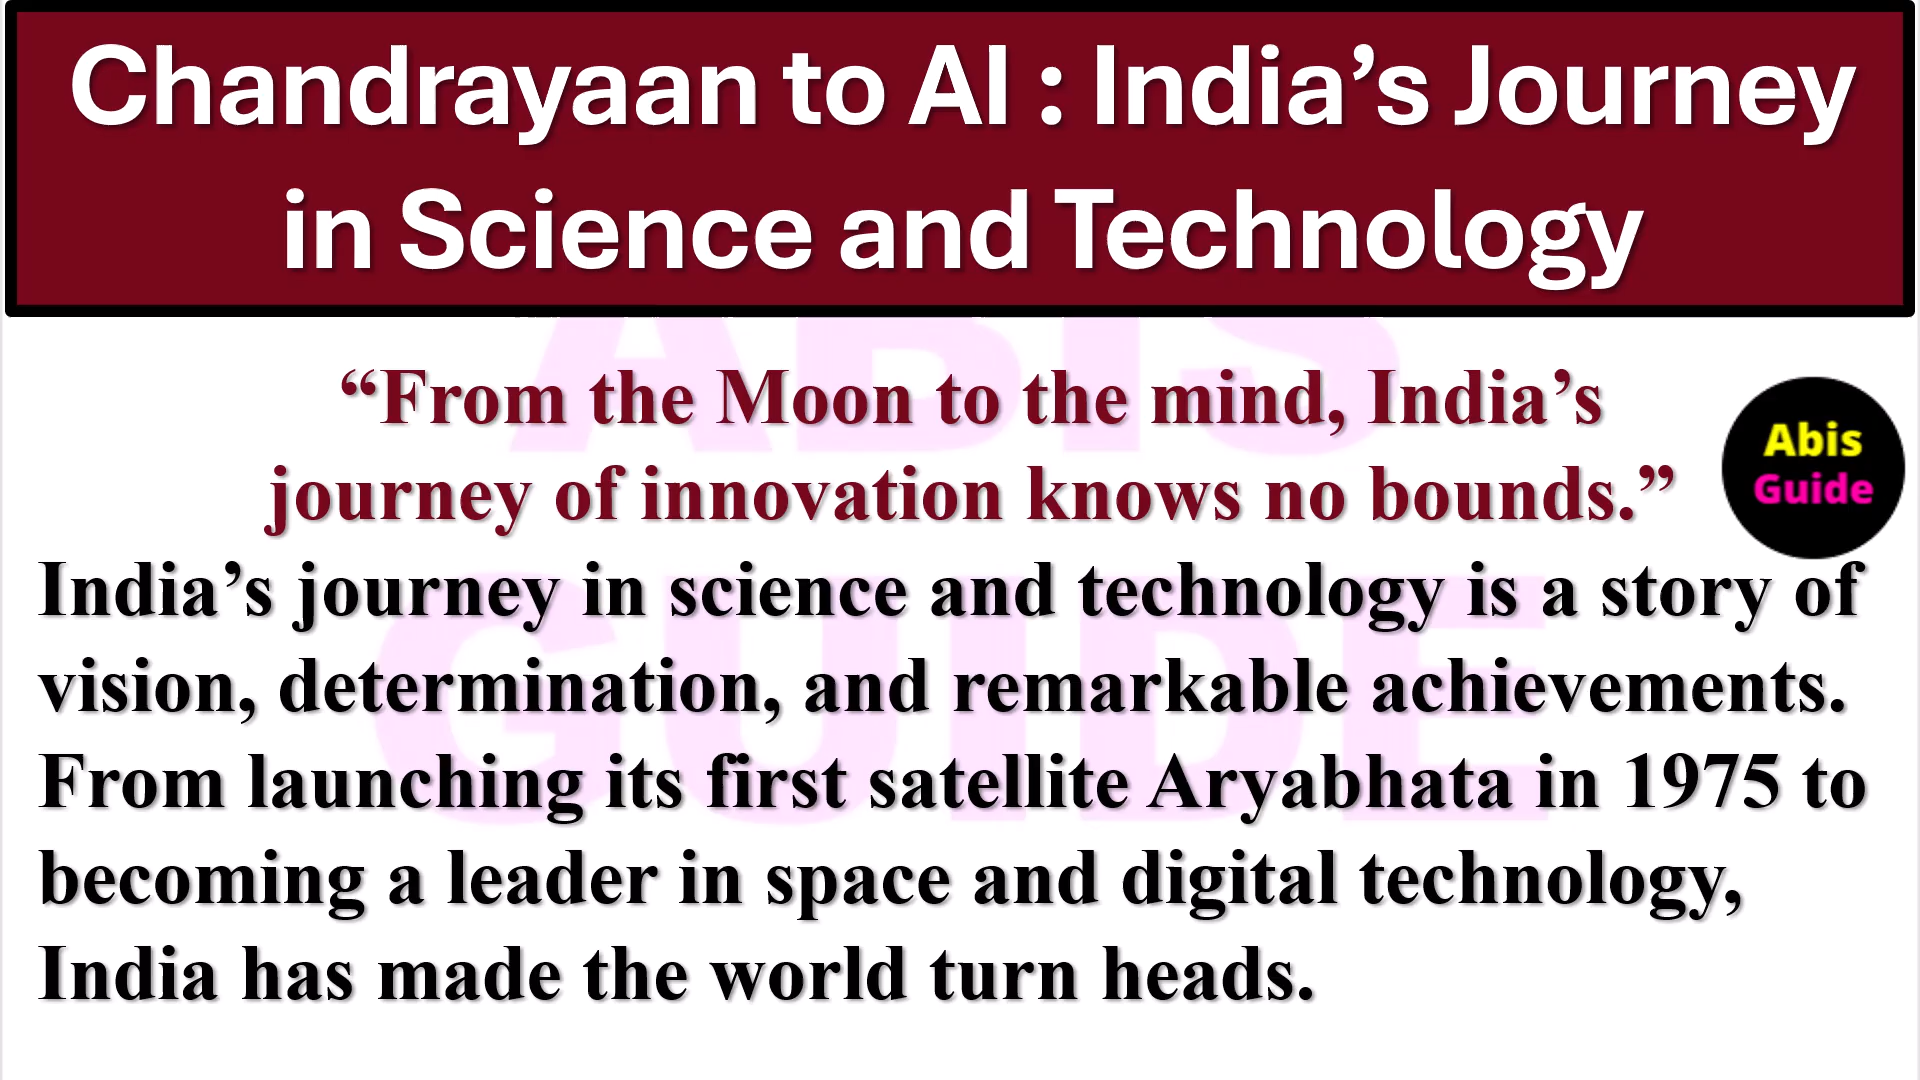 Chandrayaan to AI : India’s Journey
in Science and Technology
ABIS
“From the Moon to the mind, India’s
journey of innovation knows no bounds.”
Abis
Guide
GUIDE
India’s journey in science and technology is a story of
vision, determination, and remarkable achievements.
From launching its first satellite Aryabhata in 1975 to
becoming a leader in space and digital technology,
India has made the world turn heads.